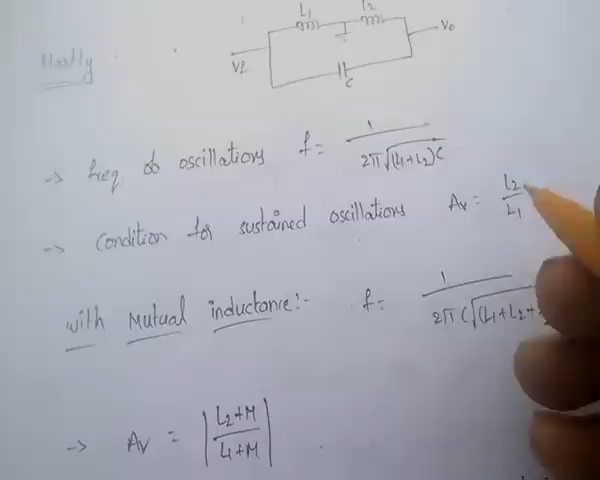 L1 L2
Hartly
Vf Vo
C
→ freq of oscillations f = 1 / 2π√(L1+L2)C
→ Condition for sustained oscillations Av = L2 / L1
with Mutual inductance:- f = 1 / 2π C√(L1+L2+
→ Av = |L2+M / L1+M|